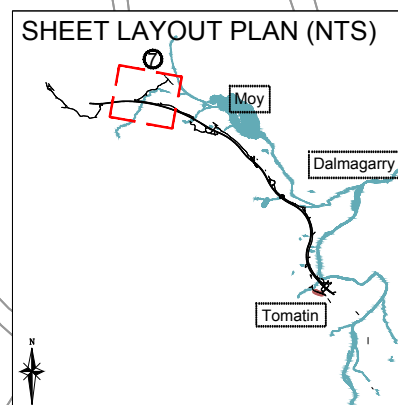 SHEET LAYOUT PLAN (NTS)
7
Moy
Dalmagarry
Tomatin
N